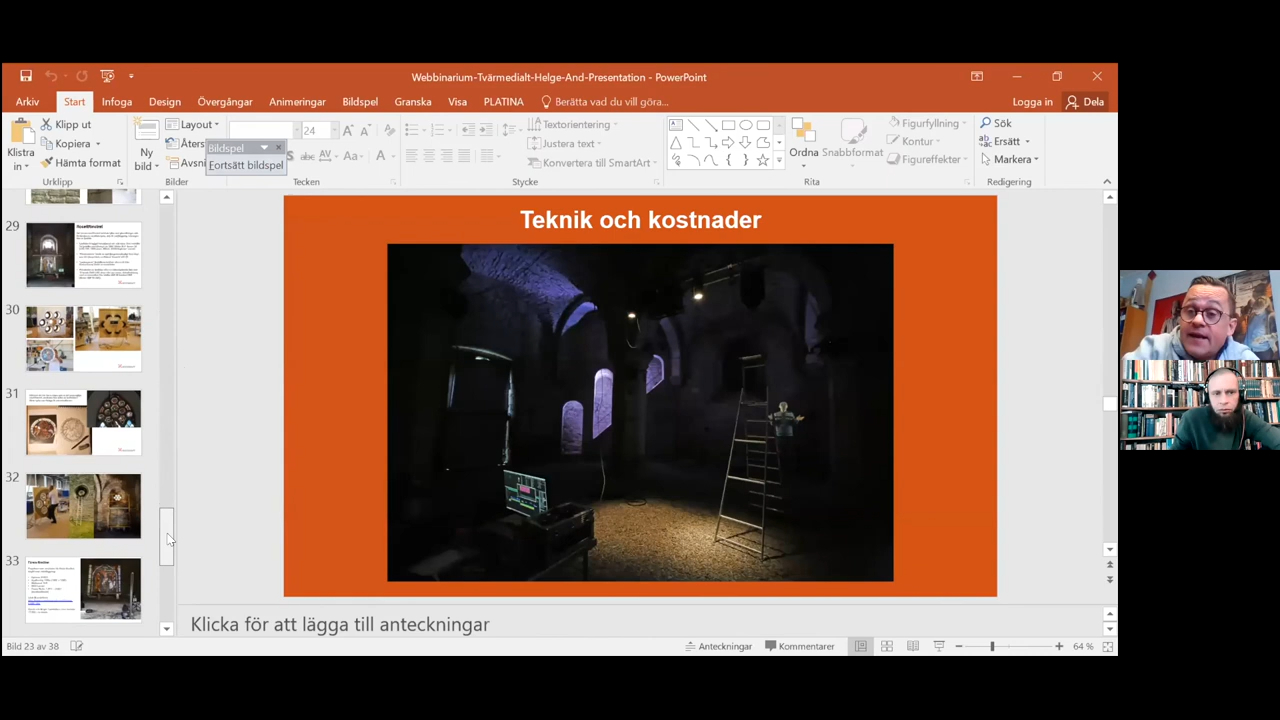 Webbinarium-Tvärmedialt-Helge-And-Presentation - PowerPoint
Arkiv Start Infoga Design Övergångar Animeringar Bildspel Granska Visa PLATINA Berätta vad du vill göra... Logga in Dela
Klistra in
Klipp ut
Kopiera
Hämta format
Urklipp
Ny bild
Layout
Bilder
Bildspel
Fortsätt bildspel
24
Aa
Tecken
Textorientering
Justera text
Konvertera till SmartArt
Stycke
Ordna
Snabbformat
Figurfyllning
Kontur
Figureffekter
Rita
Sök
Ersätt
Markera
Redigering
29
30
31
32
33
Teknik och kostnader
Klicka för att lägga till anteckningar
Bild 23 av 38
Anteckningar
Kommentarer
64 %